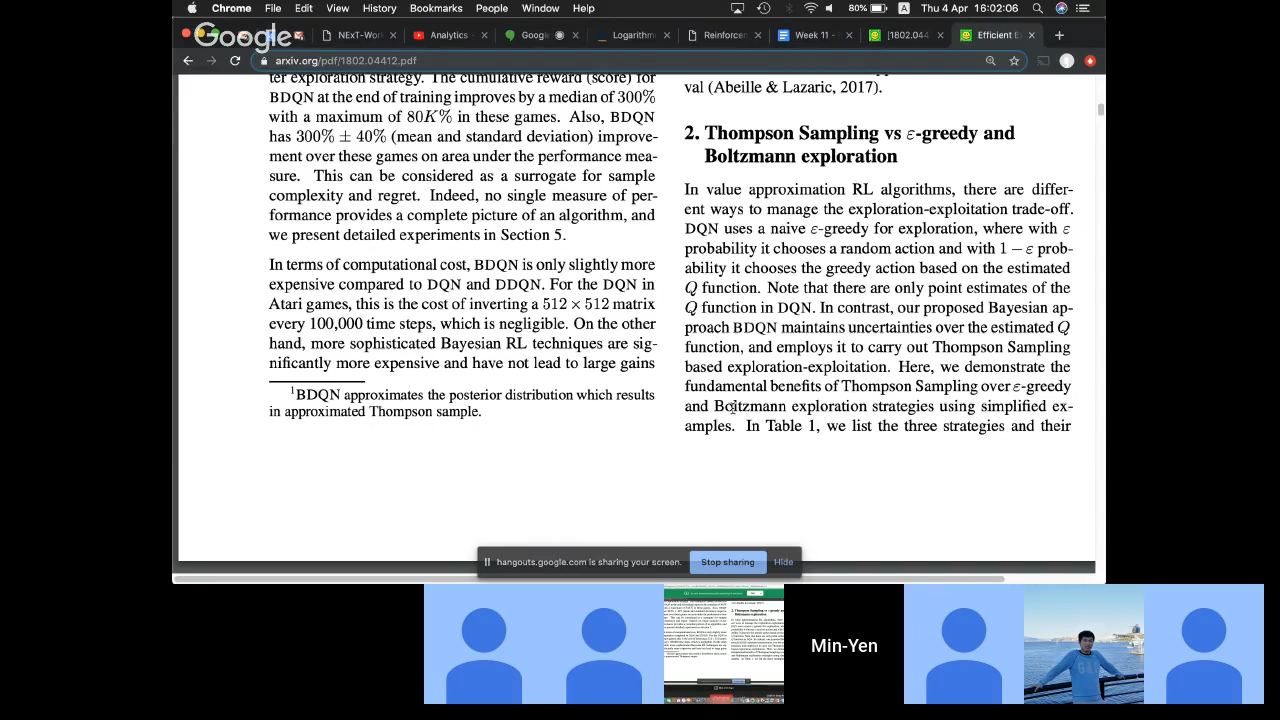 Chrome File Edit View History Bookmarks People Window Help 80% A Thu 4 Apr 16:02:06
Google
NExT-Work Analytics - Google Logarithm Reinforcem Week 11 - [1802.044 Efficient E
arxiv.org/pdf/1802.04412.pdf
ter exploration strategy. The cumulative reward (score) for
BDQN at the end of training improves by a median of 300%
with a maximum of 80K% in these games. Also, BDQN
has 300% ± 40% (mean and standard deviation) improve-
ment over these games on area under the performance mea-
sure. This can be considered as a surrogate for sample
complexity and regret. Indeed, no single measure of per-
formance provides a complete picture of an algorithm, and
we present detailed experiments in Section 5.
In terms of computational cost, BDQN is only slightly more
expensive compared to DQN and DDQN. For the DQN in
Atari games, this is the cost of inverting a 512 × 512 matrix
every 100,000 time steps, which is negligible. On the other
hand, more sophisticated Bayesian RL techniques are sig-
nificantly more expensive and have not lead to large gains
1BDQN approximates the posterior distribution which results
in approximated Thompson sample.
val (Abeille & Lazaric, 2017).
2. Thompson Sampling vs ε-greedy and
Boltzmann exploration
In value approximation RL algorithms, there are differ-
ent ways to manage the exploration-exploitation trade-off.
DQN uses a naive ε-greedy for exploration, where with ε
probability it chooses a random action and with 1 − ε prob-
ability it chooses the greedy action based on the estimated
Q function. Note that there are only point estimates of the
Q function in DQN. In contrast, our proposed Bayesian ap-
proach BDQN maintains uncertainties over the estimated Q
function, and employs it to carry out Thompson Sampling
based exploration-exploitation. Here, we demonstrate the
fundamental benefits of Thompson Sampling over ε-greedy
and Boltzmann exploration strategies using simplified ex-
amples. In Table 1, we list the three strategies and their
hangouts.google.com is sharing your screen. Stop sharing Hide
Min-Yen